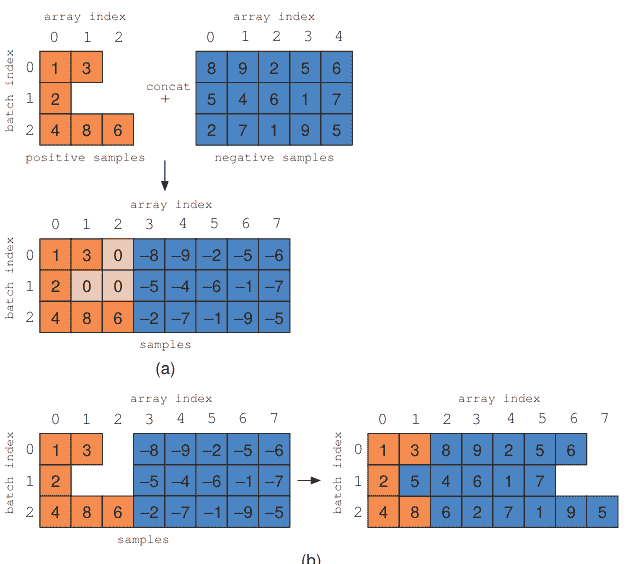 array index array index
0 1 2 0 1 2 3 4
batch index
0 1 3 8 9 2 5 6
concat
1 2 + 5 4 6 1 7
2 4 8 6 2 7 1 9 5
positive samples negative samples
array index
0 1 2 3 4 5 6 7
batch index
0 1 3 0 −8 −9 −2 −5 −6
1 2 0 0 −5 −4 −6 −1 −7
2 4 8 6 −2 −7 −1 −9 −5
samples
(a)
array index array index
0 1 2 3 4 5 6 7 0 1 2 3 4 5 6 7
batch index batch index
0 1 3 −8 −9 −2 −5 −6 0 1 3 8 9 2 5 6
1 2 −5 −4 −6 −1 −7 1 2 5 4 6 1 7
2 4 8 6 −2 −7 −1 −9 −5 2 4 8 6 2 7 1 9 5
samples
(b)